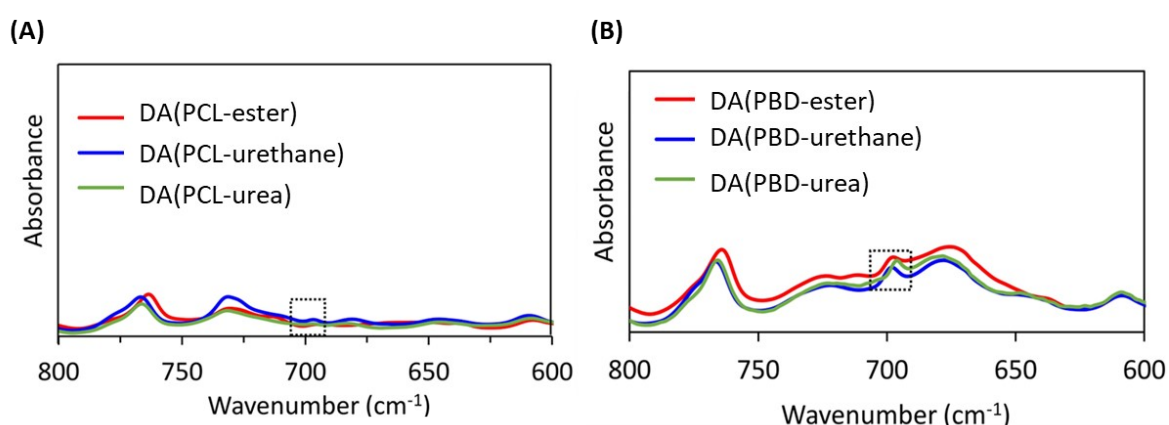 (A)
Absorbance
DA(PCL-ester)
DA(PCL-urethane)
DA(PCL-urea)
800 750 700 650 600
Wavenumber (cm⁻¹)
(B)
Absorbance
DA(PBD-ester)
DA(PBD-urethane)
DA(PBD-urea)
800 750 700 650 600
Wavenumber (cm⁻¹)